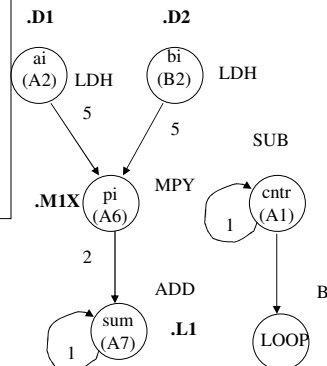 .D1 .D2
ai
(A2)
LDH
bi
(B2)
LDH
5
5
SUB
.M1X
pi
(A6)
MPY
cntr
(A1)
1
2
ADD
B
sum
(A7)
.L1
LOOP
1